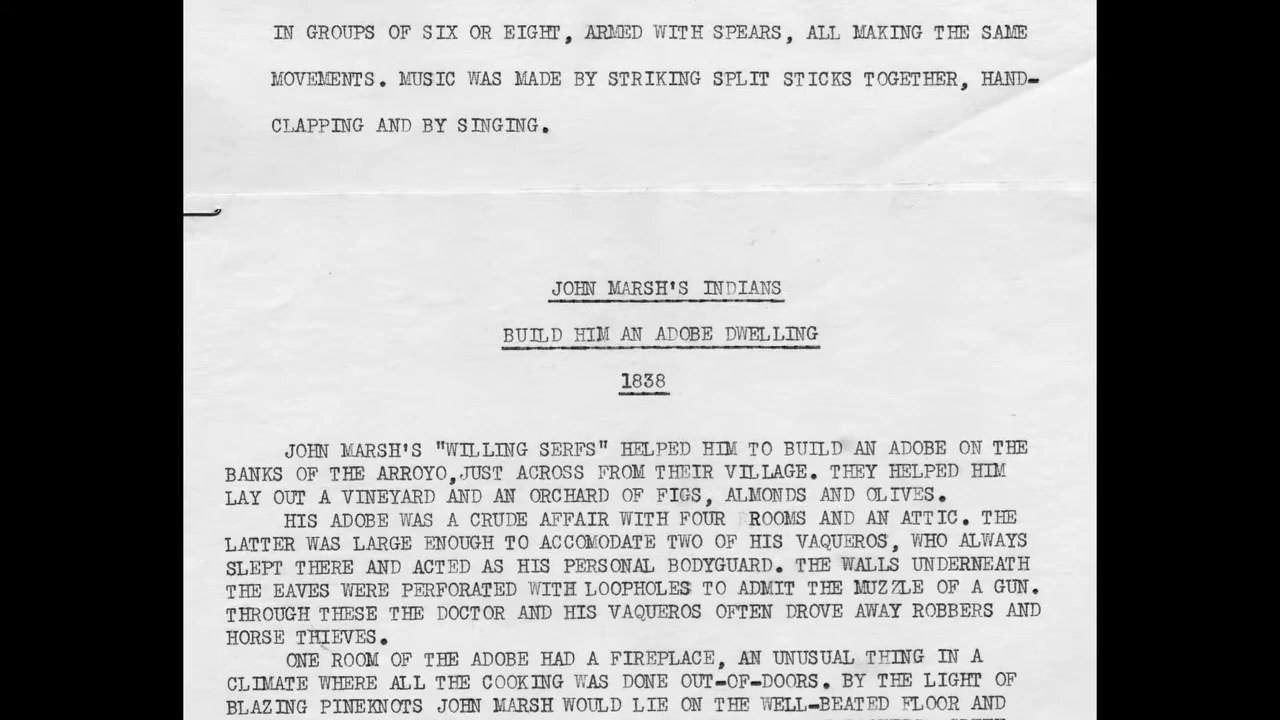 IN GROUPS OF SIX OR EIGHT, ARMED WITH SPEARS, ALL MAKING THE SAME
MOVEMENTS. MUSIC WAS MADE BY STRIKING SPLIT STICKS TOGETHER, HAND-
CLAPPING AND BY SINGING.
JOHN MARSH'S INDIANS
BUILD HIM AN ADOBE DWELLING
1838
JOHN MARSH'S "WILLING SERFS" HELPED HIM TO BUILD AN ADOBE ON THE
BANKS OF THE ARROYO,JUST ACROSS FROM THEIR VILLAGE. THEY HELPED HIM
LAY OUT A VINEYARD AND AN ORCHARD OF FIGS, ALMONDS AND OLIVES.
HIS ADOBE WAS A CRUDE AFFAIR WITH FOUR ROOMS AND AN ATTIC. THE
LATTER WAS LARGE ENOUGH TO ACCOMODATE TWO OF HIS VAQUEROS, WHO ALWAYS
SLEPT THERE AND ACTED AS HIS PERSONAL BODYGUARD. THE WALLS UNDERNEATH
THE EAVES WERE PERFORATED WITH LOOPHOLES TO ADMIT THE MUZZLE OF A GUN.
THROUGH THESE THE DOCTOR AND HIS VAQUEROS OFTEN DROVE AWAY ROBBERS AND
HORSE THIEVES.
ONE ROOM OF THE ADOBE HAD A FIREPLACE, AN UNUSUAL THING IN A
CLIMATE WHERE ALL THE COOKING WAS DONE OUT-OF-DOORS. BY THE LIGHT OF
BLAZING PINEKNOTS JOHN MARSH WOULD LIE ON THE WELL-BEATED FLOOR AND